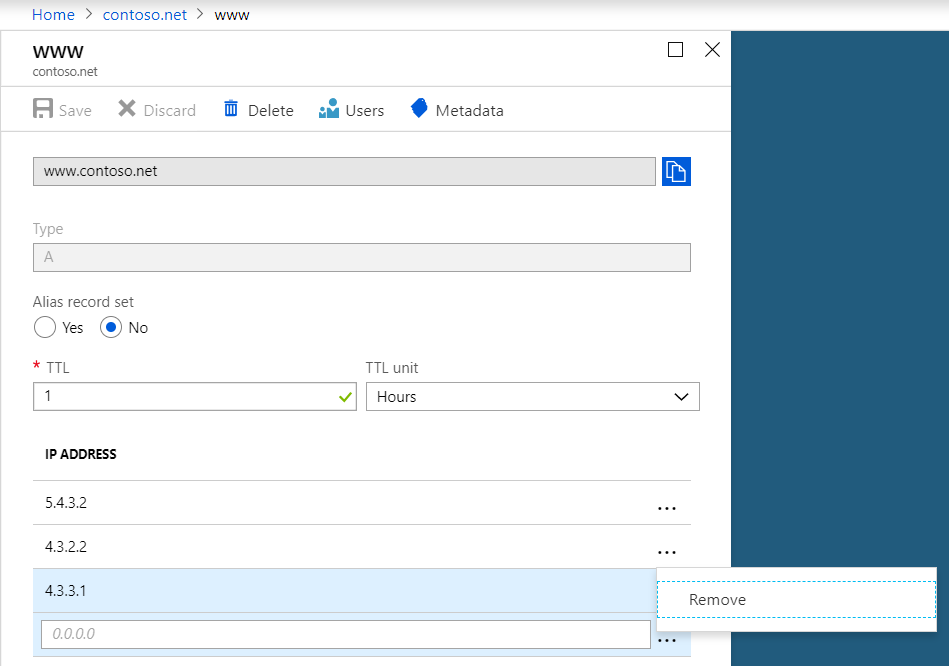 Home > contoso.net > www
www
contoso.net
Save Discard Delete Users Metadata
www.contoso.net
Type
A
Alias record set
Yes No
* TTL TTL unit
1 Hours
IP ADDRESS
5.4.3.2 ...
4.3.2.2 ...
4.3.3.1
Remove
0.0.0.0 ...